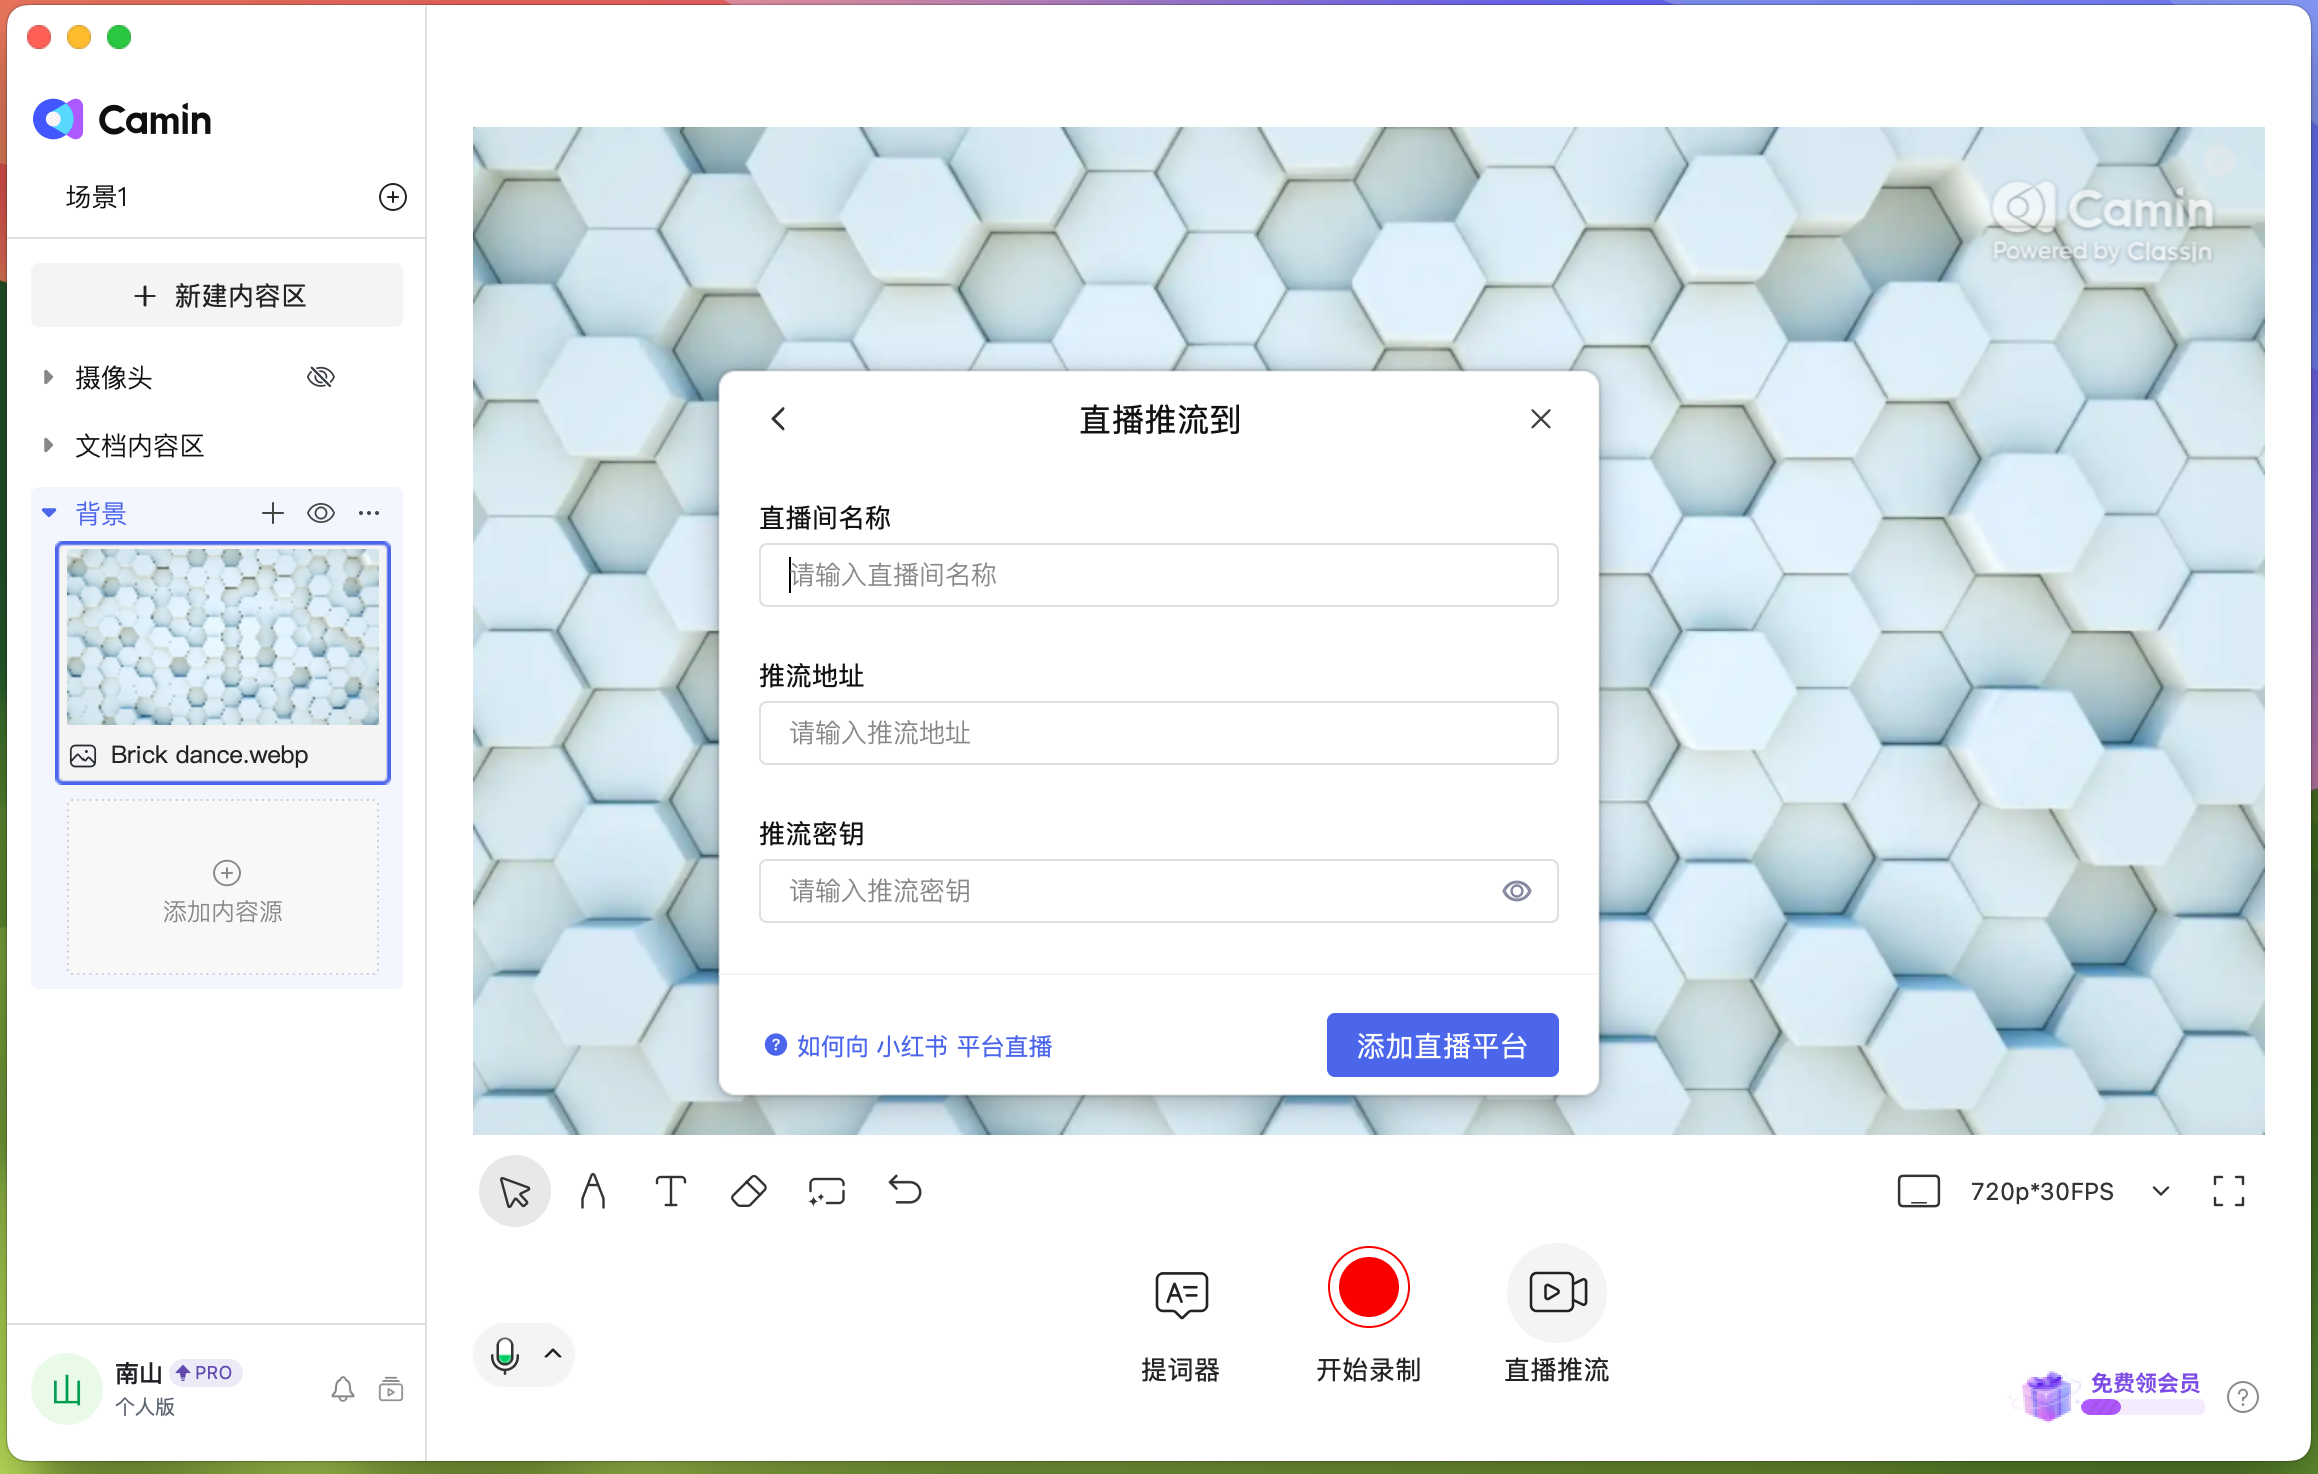 Camin
场景1
新建内容区
摄像头
文档内容区
背景
Brick dance.webp
添加内容源
山
南山
PRO
个人版
Camin
Powered by ClassIn
直播推流到
直播间名称
请输入直播间名称
推流地址
请输入推流地址
推流密钥
请输入推流密钥
如何向 小红书 平台直播
添加直播平台
720p*30FPS
提词器
开始录制
直播推流
免费领会员